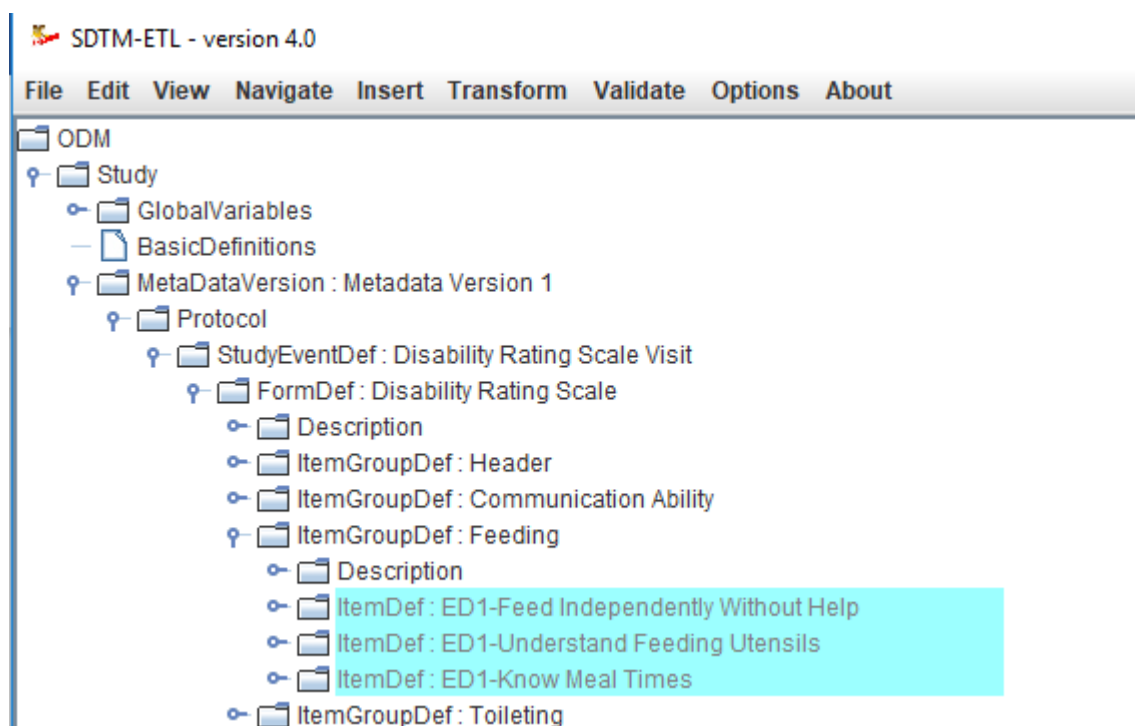 SDTM-ETL - version 4.0
File Edit View Navigate Insert Transform Validate Options About
ODM
Study
GlobalVariables
BasicDefinitions
MetaDataVersion : Metadata Version 1
Protocol
StudyEventDef : Disability Rating Scale Visit
FormDef : Disability Rating Scale
Description
ItemGroupDef : Header
ItemGroupDef : Communication Ability
ItemGroupDef : Feeding
Description
ItemDef : ED1-Feed Independently Without Help
ItemDef : ED1-Understand Feeding Utensils
ItemDef : ED1-Know Meal Times
ItemGroupDef : Toileting